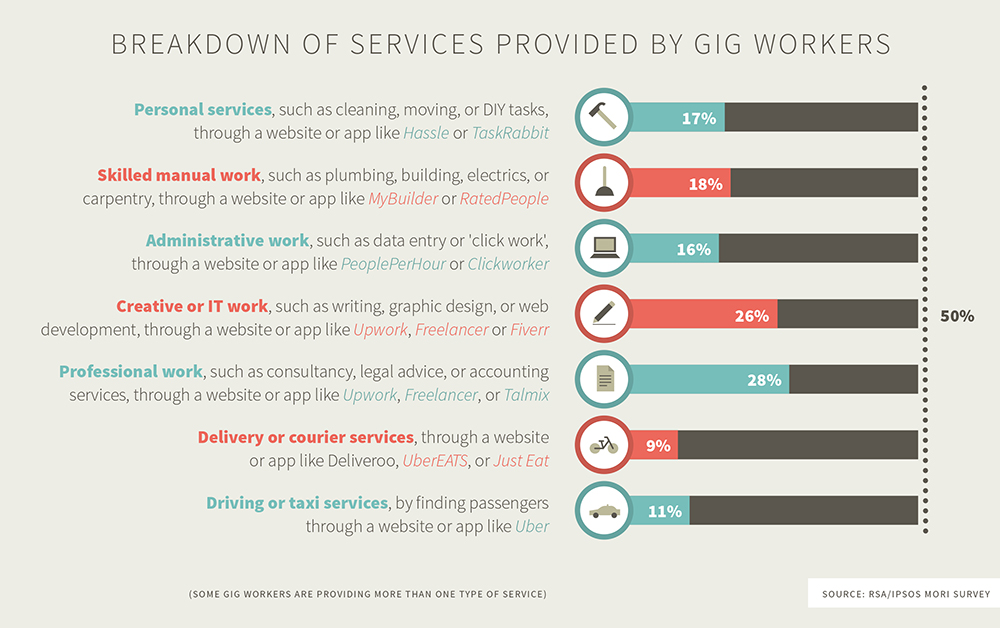 BREAKDOWN OF SERVICES PROVIDED BY GIG WORKERS
Personal services, such as cleaning, moving, or DIY tasks,
through a website or app like Hassle or TaskRabbit
17%
Skilled manual work, such as plumbing, building, electrics, or
carpentry, through a website or app like MyBuilder or RatedPeople
18%
Administrative work, such as data entry or 'click work',
through a website or app like PeoplePerHour or Clickworker
16%
Creative or IT work, such as writing, graphic design, or web
development, through a website or app like Upwork, Freelancer or Fiverr
26%
50%
Professional work, such as consultancy, legal advice, or accounting
services, through a website or app like Upwork, Freelancer, or Talmix
28%
Delivery or courier services, through a website
or app like Deliveroo, UberEATS, or Just Eat
9%
Driving or taxi services, by finding passengers
through a website or app like Uber
11%
(SOME GIG WORKERS ARE PROVIDING MORE THAN ONE TYPE OF SERVICE)
SOURCE: RSA/IPSOS MORI SURVEY